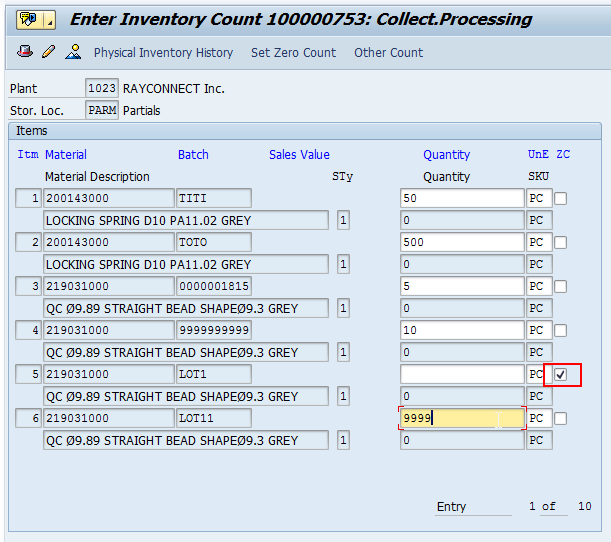 Enter Inventory Count 100000753: Collect.Processing
Physical Inventory History Set Zero Count Other Count
Plant 1023 RAYCONNECT Inc.
Stor. Loc. PARM Partials
Items
Itm Material Batch Sales Value Quantity UnE ZC
Material Description STy Quantity SKU
1 200143000 TITI 50 PC
LOCKING SPRING D10 PA11.02 GREY 1 0 PC
2 200143000 TOTO 500 PC
LOCKING SPRING D10 PA11.02 GREY 1 0 PC
3 219031000 0000001815 5 PC
QC Ø9.89 STRAIGHT BEAD SHAPEØ9.3 GREY 1 0 PC
4 219031000 9999999999 10 PC
QC Ø9.89 STRAIGHT BEAD SHAPEØ9.3 GREY 1 0 PC
5 219031000 LOT1 PC
QC Ø9.89 STRAIGHT BEAD SHAPEØ9.3 GREY 1 0 PC
6 219031000 LOT11 9999 PC
QC Ø9.89 STRAIGHT BEAD SHAPEØ9.3 GREY 1 0 PC
Entry 1 of 10